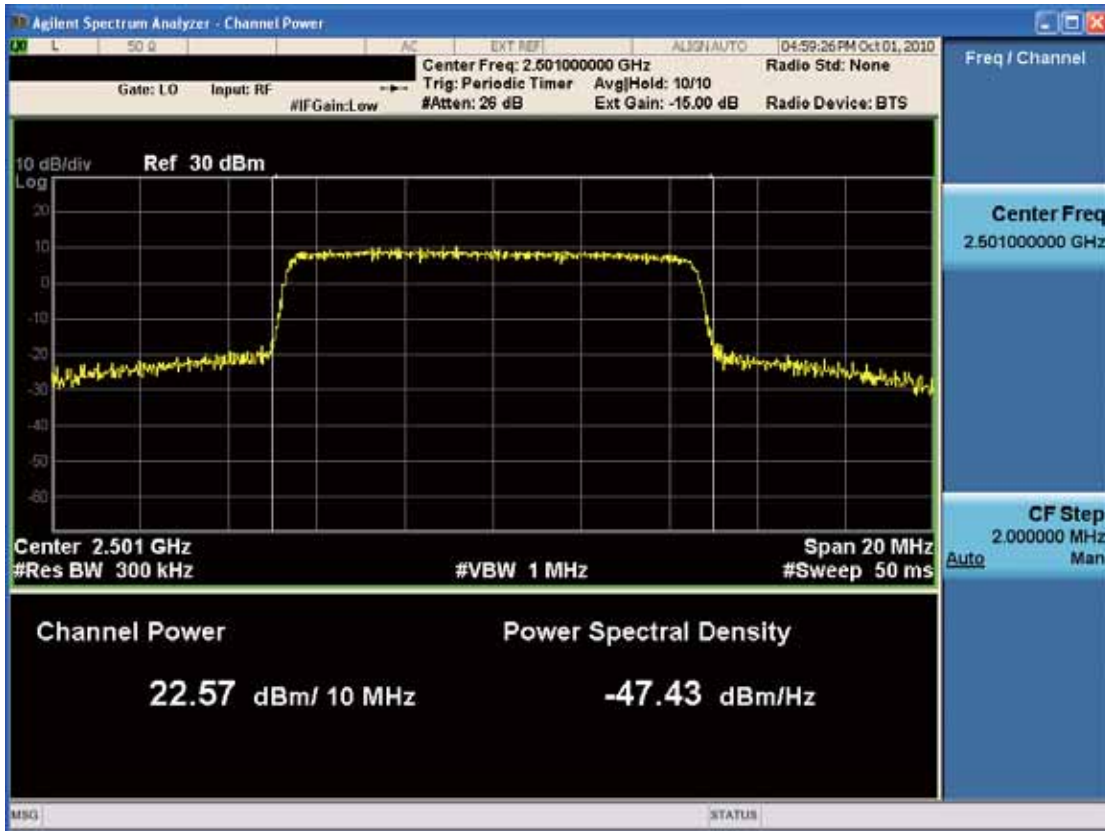 Agilent Spectrum Analyzer - Channel Power
L 50 Ω AC EXT REF ALIGN AUTO 04:59:26 PM Oct 01, 2010
Center Freq: 2.501000000 GHz Radio Std: None
Gate: LO Input: RF Trig: Periodic Timer Avg|Hold: 10/10
#IFGain:Low #Atten: 26 dB Ext Gain: -15.00 dB Radio Device: BTS
10 dB/div Ref 30 dBm
Log
20
10
0
-10
-20
-30
-40
-50
-60
Center 2.501 GHz Span 20 MHz
#Res BW 300 kHz #VBW 1 MHz #Sweep 50 ms
Channel Power Power Spectral Density
22.57 dBm/ 10 MHz -47.43 dBm/Hz
Freq / Channel
Center Freq
2.501000000 GHz
CF Step
2.000000 MHz
Auto Man
MSG STATUS